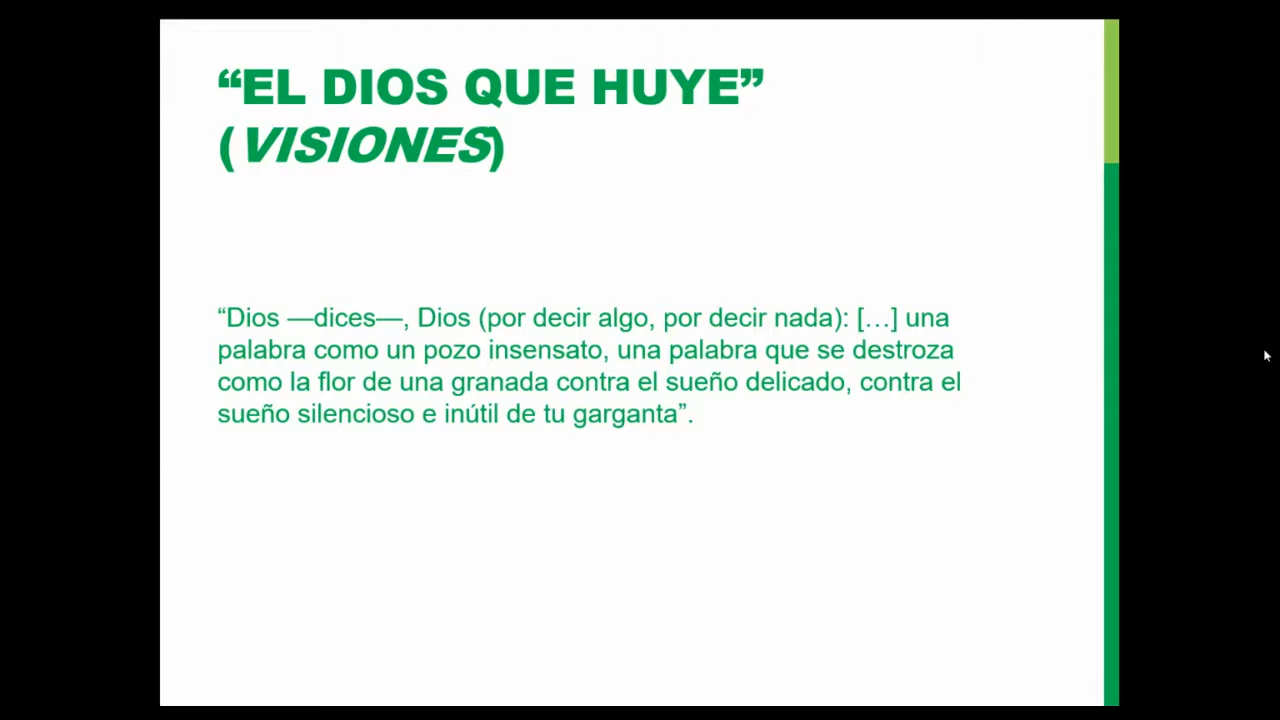 “EL DIOS QUE HUYE”
(VISIONES)
“Dios —dices—, Dios (por decir algo, por decir nada): […] una
palabra como un pozo insensato, una palabra que se destroza
como la flor de una granada contra el sueño delicado, contra el
sueño silencioso e inútil de tu garganta”.